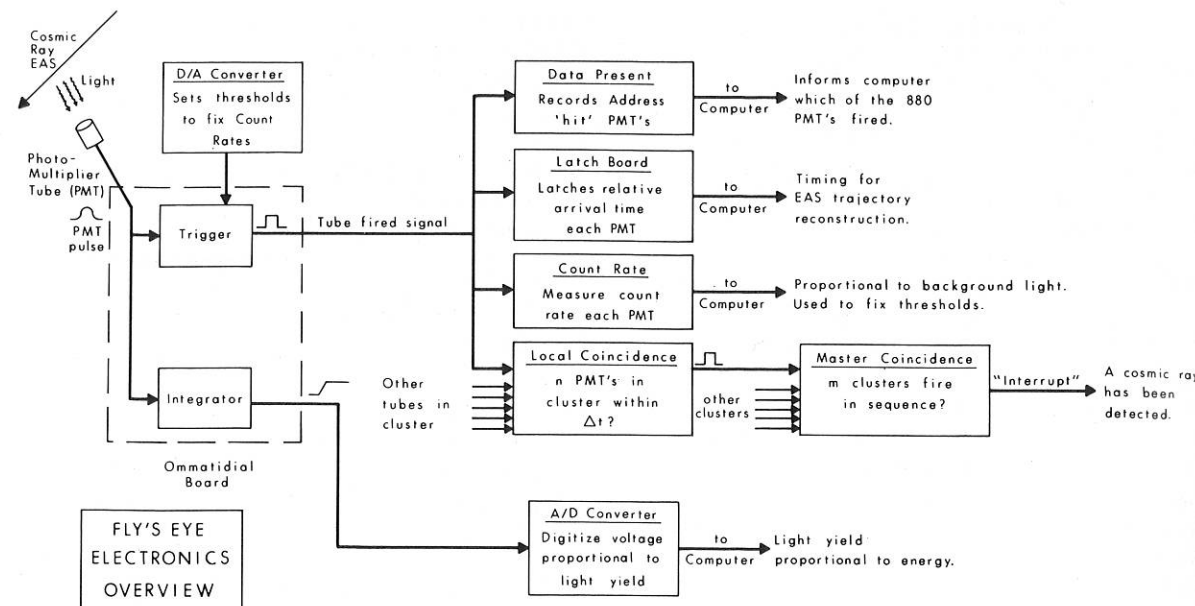 Cosmic
Ray
EAS
Light
Photo-
Multiplier
Tube (PMT)
PMT
pulse
D/A Converter
Sets thresholds
to fix Count
Rates
Trigger
Tube fired signal
Integrator
Ommatidial
Board
Data Present
Records Address
'hit' PMT's
to
Computer
Informs computer
which of the 880
PMT's fired.
Latch Board
Latches relative
arrival time
each PMT
to
Computer
Timing for
EAS trajectory
reconstruction.
Count Rate
Measure count
rate each PMT
to
Computer
Proportional to background light.
Used to fix thresholds.
Other
tubes in
cluster
Local Coincidence
n PMT's in
cluster within
Δt?
other
clusters
Master Coincidence
m clusters fire
in sequence?
"Interrupt"
A cosmic ray
has been
detected.
A/D Converter
Digitize voltage
proportional to
light yield
to
Computer
Light yield
proportional to energy.
FLY'S EYE
ELECTRONICS
OVERVIEW